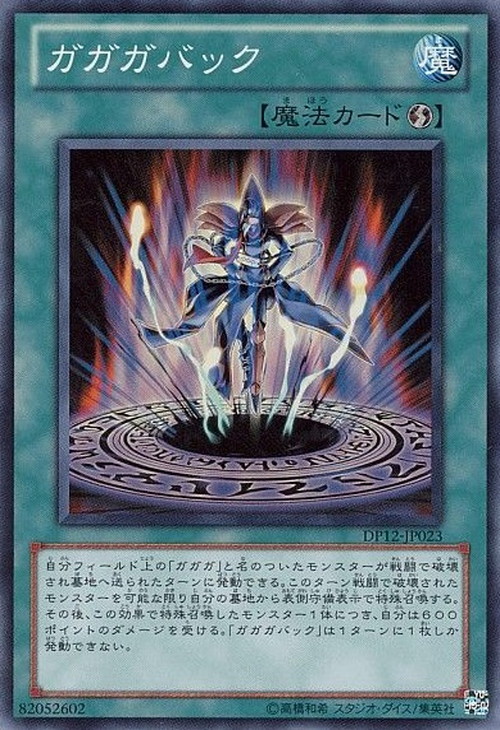 ガガガバック
魔
【魔法カード】
DP12-JP023
自分フィールド上の「ガガガ」と名のついたモンスターが戦闘で破壊
され墓地へ送られたターンに発動できる。このターン戦闘で破壊された
モンスターを可能な限り自分の墓地から表側守備表示で特殊召喚する。
その後、この効果で特殊召喚したモンスター1体につき、自分は600
ポイントのダメージを受ける。「ガガガバック」は1ターンに1枚しか
発動できない。
82052602
©高橋和希 スタジオ・ダイス/集英社